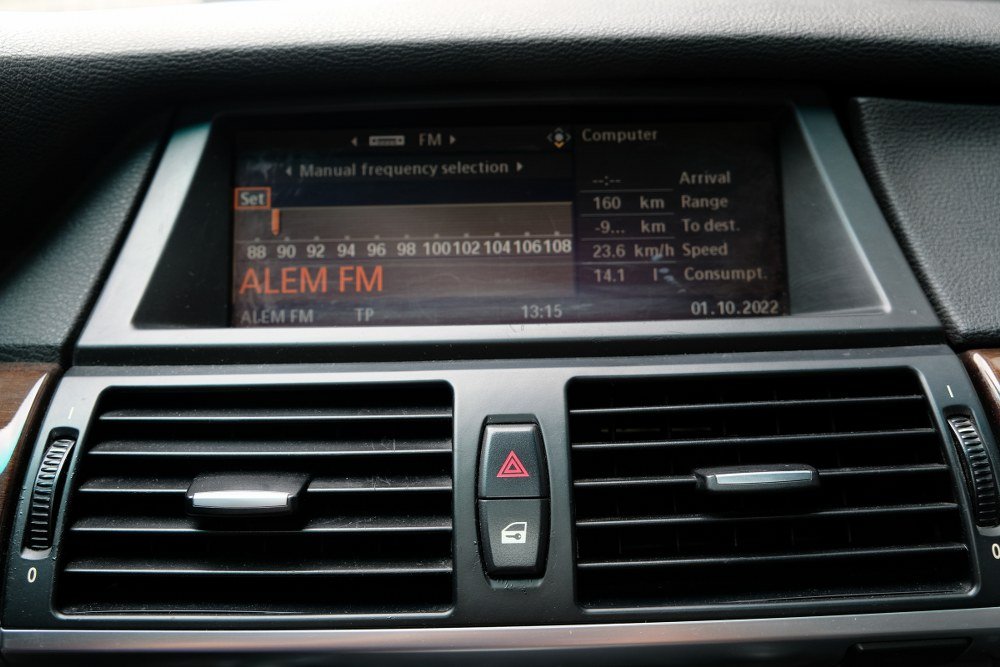 FM
Manual frequency selection
Set
88 90 92 94 96 98 100 102 104 106 108
ALEM FM
ALEM FM TP 13:15
Computer
--:-- Arrival
160 km Range
-9... km To dest.
23.6 km/h Speed
14.1 l Consumpt.
01.10.2022
I
I
0
0